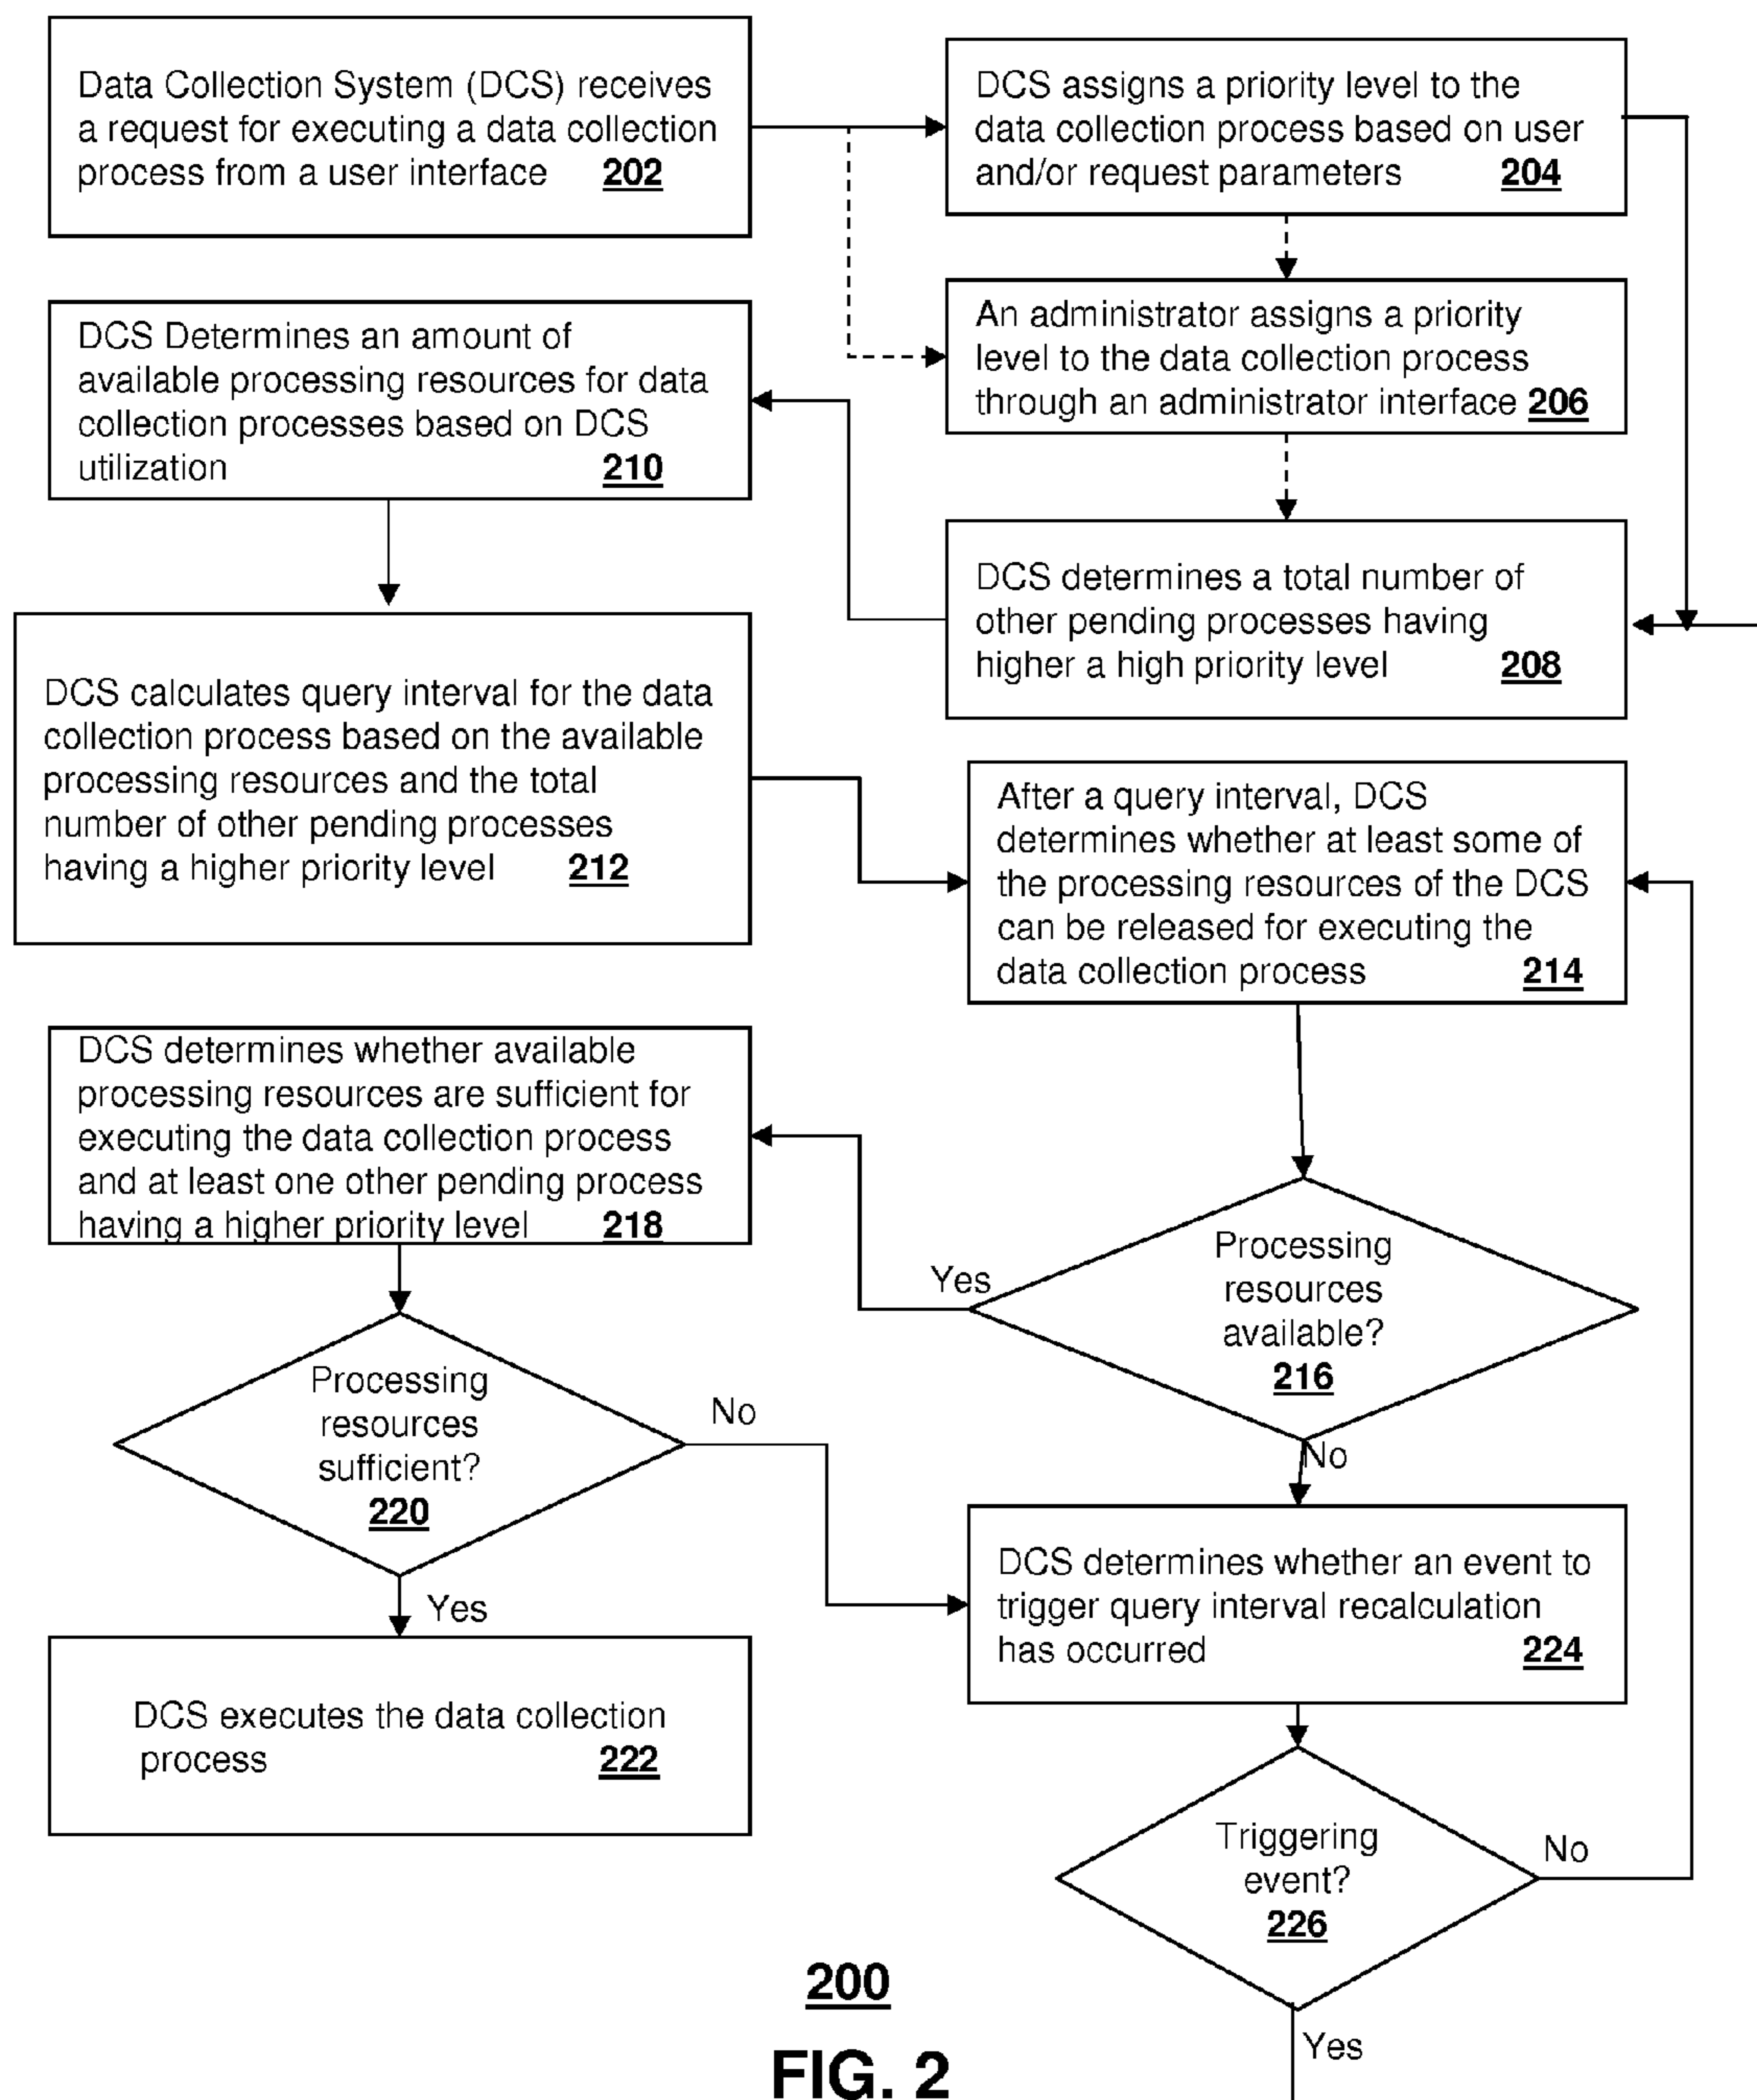 Data Collection System (DCS) receives
a request for executing a data collection
process from a user interface 202
DCS assigns a priority level to the
data collection process based on user
and/or request parameters 204
An administrator assigns a priority
level to the data collection process
through an administrator interface 206
DCS determines a total number of
other pending processes having
higher a high priority level 208
DCS Determines an amount of
available processing resources for data
collection processes based on DCS
utilization 210
DCS calculates query interval for the data
collection process based on the available
processing resources and the total
number of other pending processes
having a higher priority level 212
After a query interval, DCS
determines whether at least some of
the processing resources of the DCS
can be released for executing the
data collection process 214
Processing
resources
available?
216
Yes
No
DCS determines whether available
processing resources are sufficient for
executing the data collection process
and at least one other pending process
having a higher priority level 218
Processing
resources
sufficient?
220
No
Yes
DCS executes the data collection
process 222
DCS determines whether an event to
trigger query interval recalculation
has occurred 224
Triggering
event?
226
No
Yes
200
FIG. 2